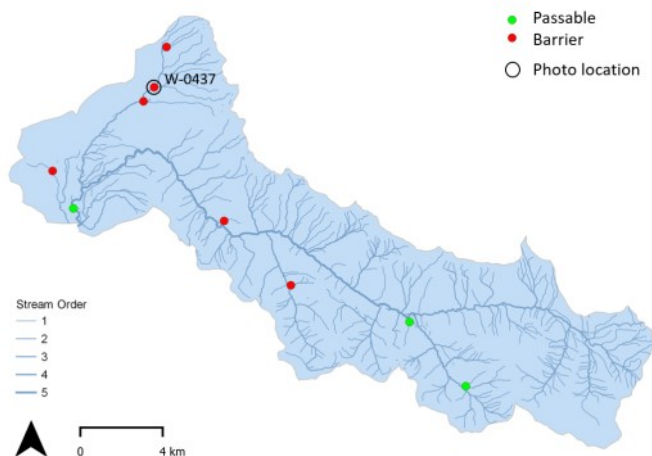 Passable
Barrier
Photo location
W-0437
Stream Order
1
2
3
4
5
0 4 km